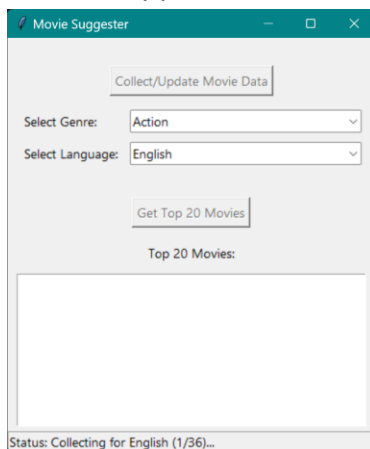 Movie Suggester
Collect/Update Movie Data
Select Genre: Action
Select Language: English
Get Top 20 Movies
Top 20 Movies:
Status: Collecting for English (1/36)...